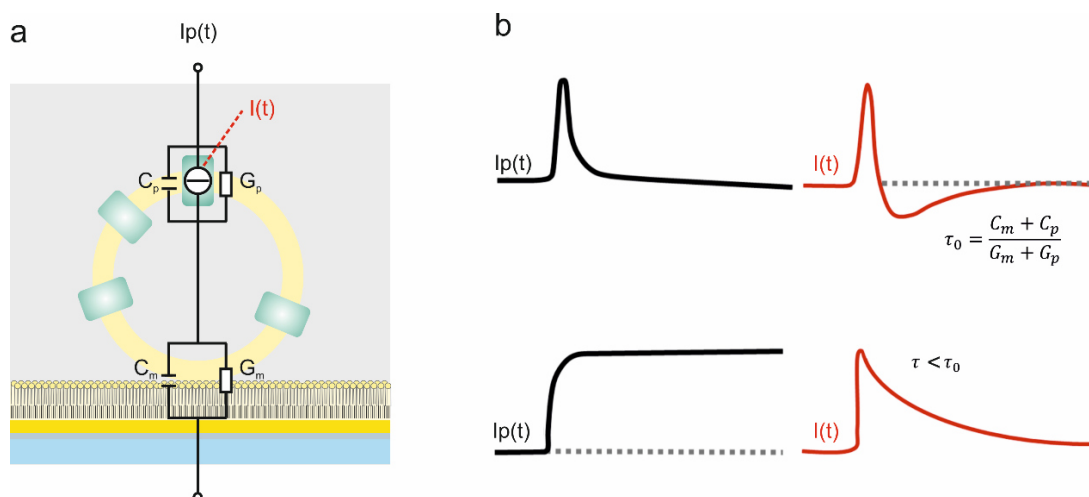 a
Ip(t)
I(t)
Cₚ
Gₚ
Cₘ
Gₘ
b
Ip(t)
I(t)
τ₀ = (Cₘ + Cₚ)/(Gₘ + Gₚ)
Ip(t)
I(t)
τ < τ₀